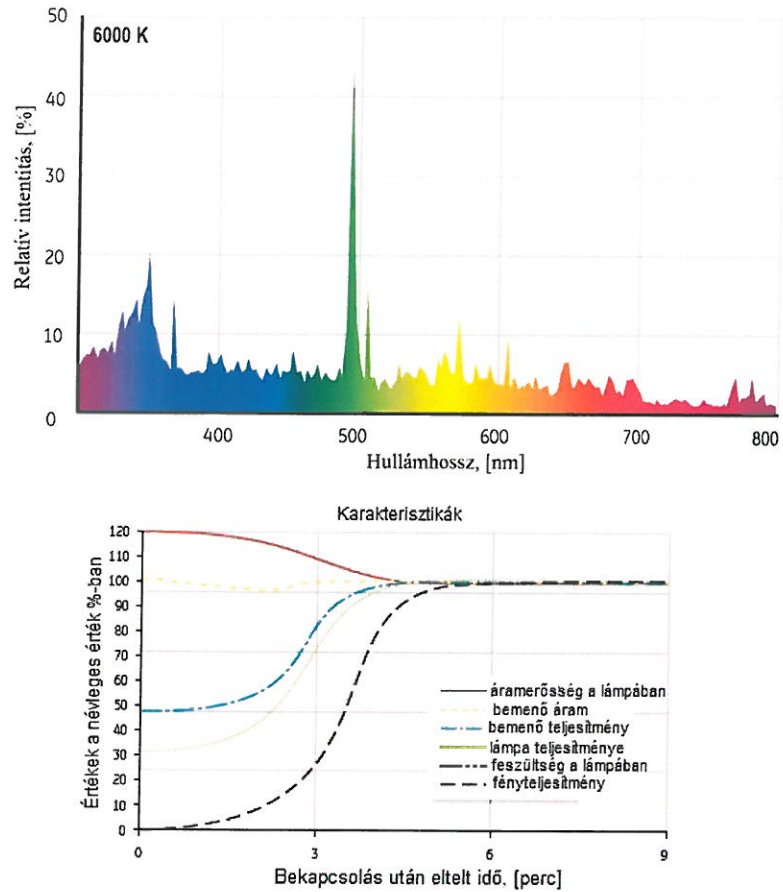 50
6000 K
40
30
20
10
0
Relatív intentitás, [%]
400 500 600 700 800
Hullámhossz, [nm]
Karakterisztikák
120
110
100
90
80
70
60
50
40
30
20
10
0
Értékek a névleges érték %-ban
áramerősség a lámpában
bemenő áram
bemenő teljesítmény
lámpa teljesítménye
feszültség a lámpában
fényteljesítmény
0 3 6 9
Bekapcsolás után eltelt idő, [perc]